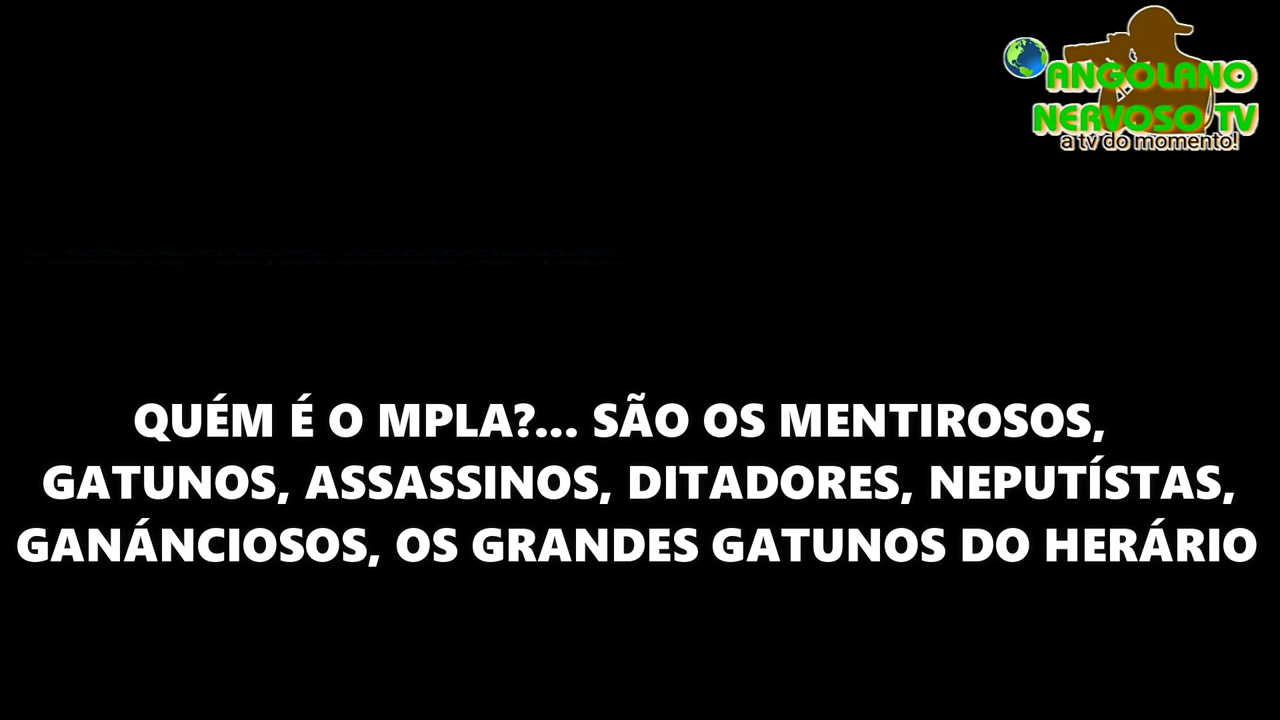 ANGOLANO
NERVOSO TV
a tv do momento!
QUÉM É O MPLA?... SÃO OS MENTIROSOS,
GATUNOS, ASSASSINOS, DITADORES, NEPUTÍSTAS,
GANÁNCIOSOS, OS GRANDES GATUNOS DO HERÁRIO